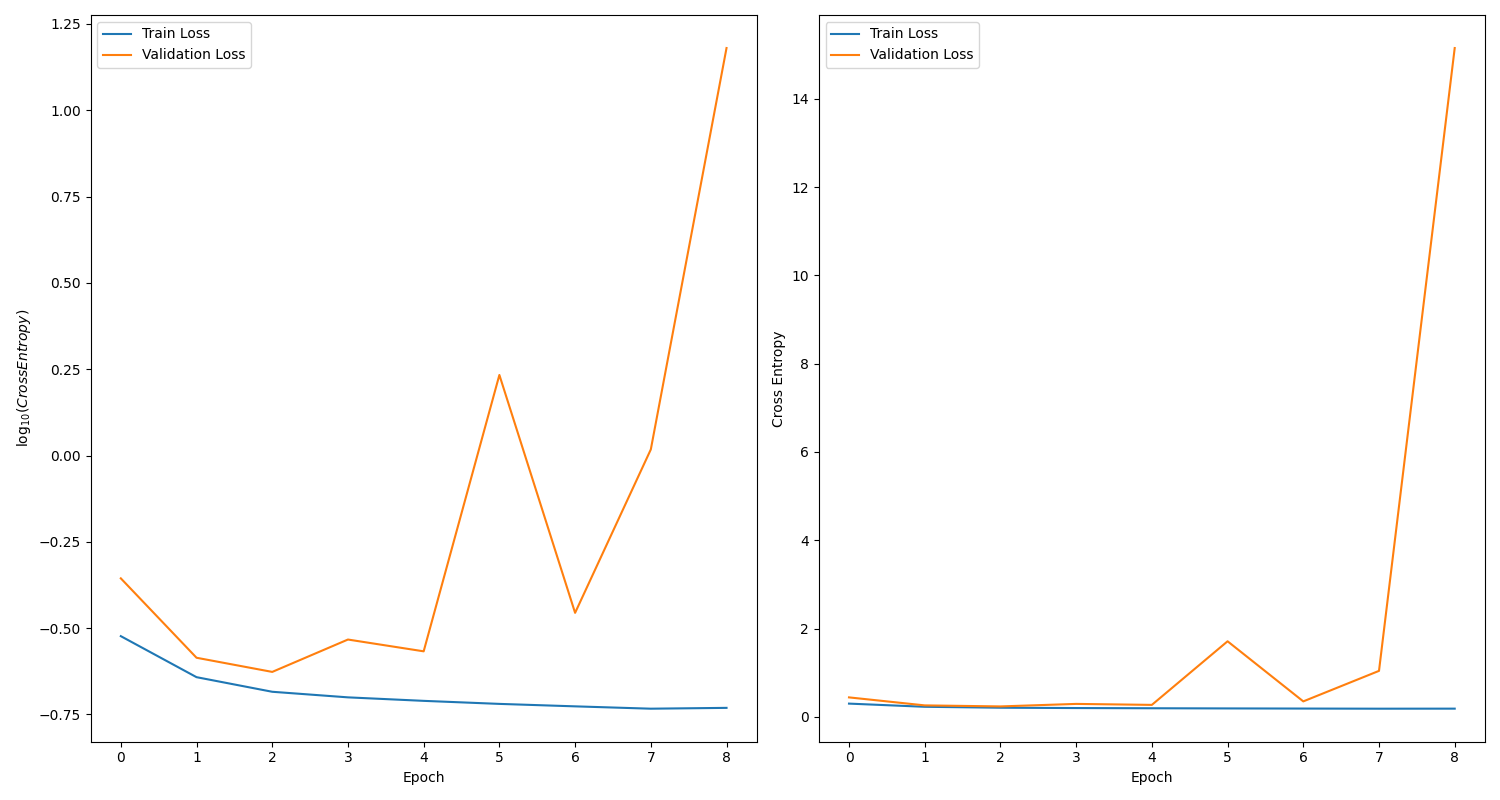 Train Loss
Validation Loss
1.25
1.00
0.75
0.50
0.25
0.00
−0.25
−0.50
−0.75
log₁₀(CrossEntropy)
0 1 2 3 4 5 6 7 8
Epoch
Train Loss
Validation Loss
14
12
10
8
6
4
2
0
Cross Entropy
0 1 2 3 4 5 6 7 8
Epoch